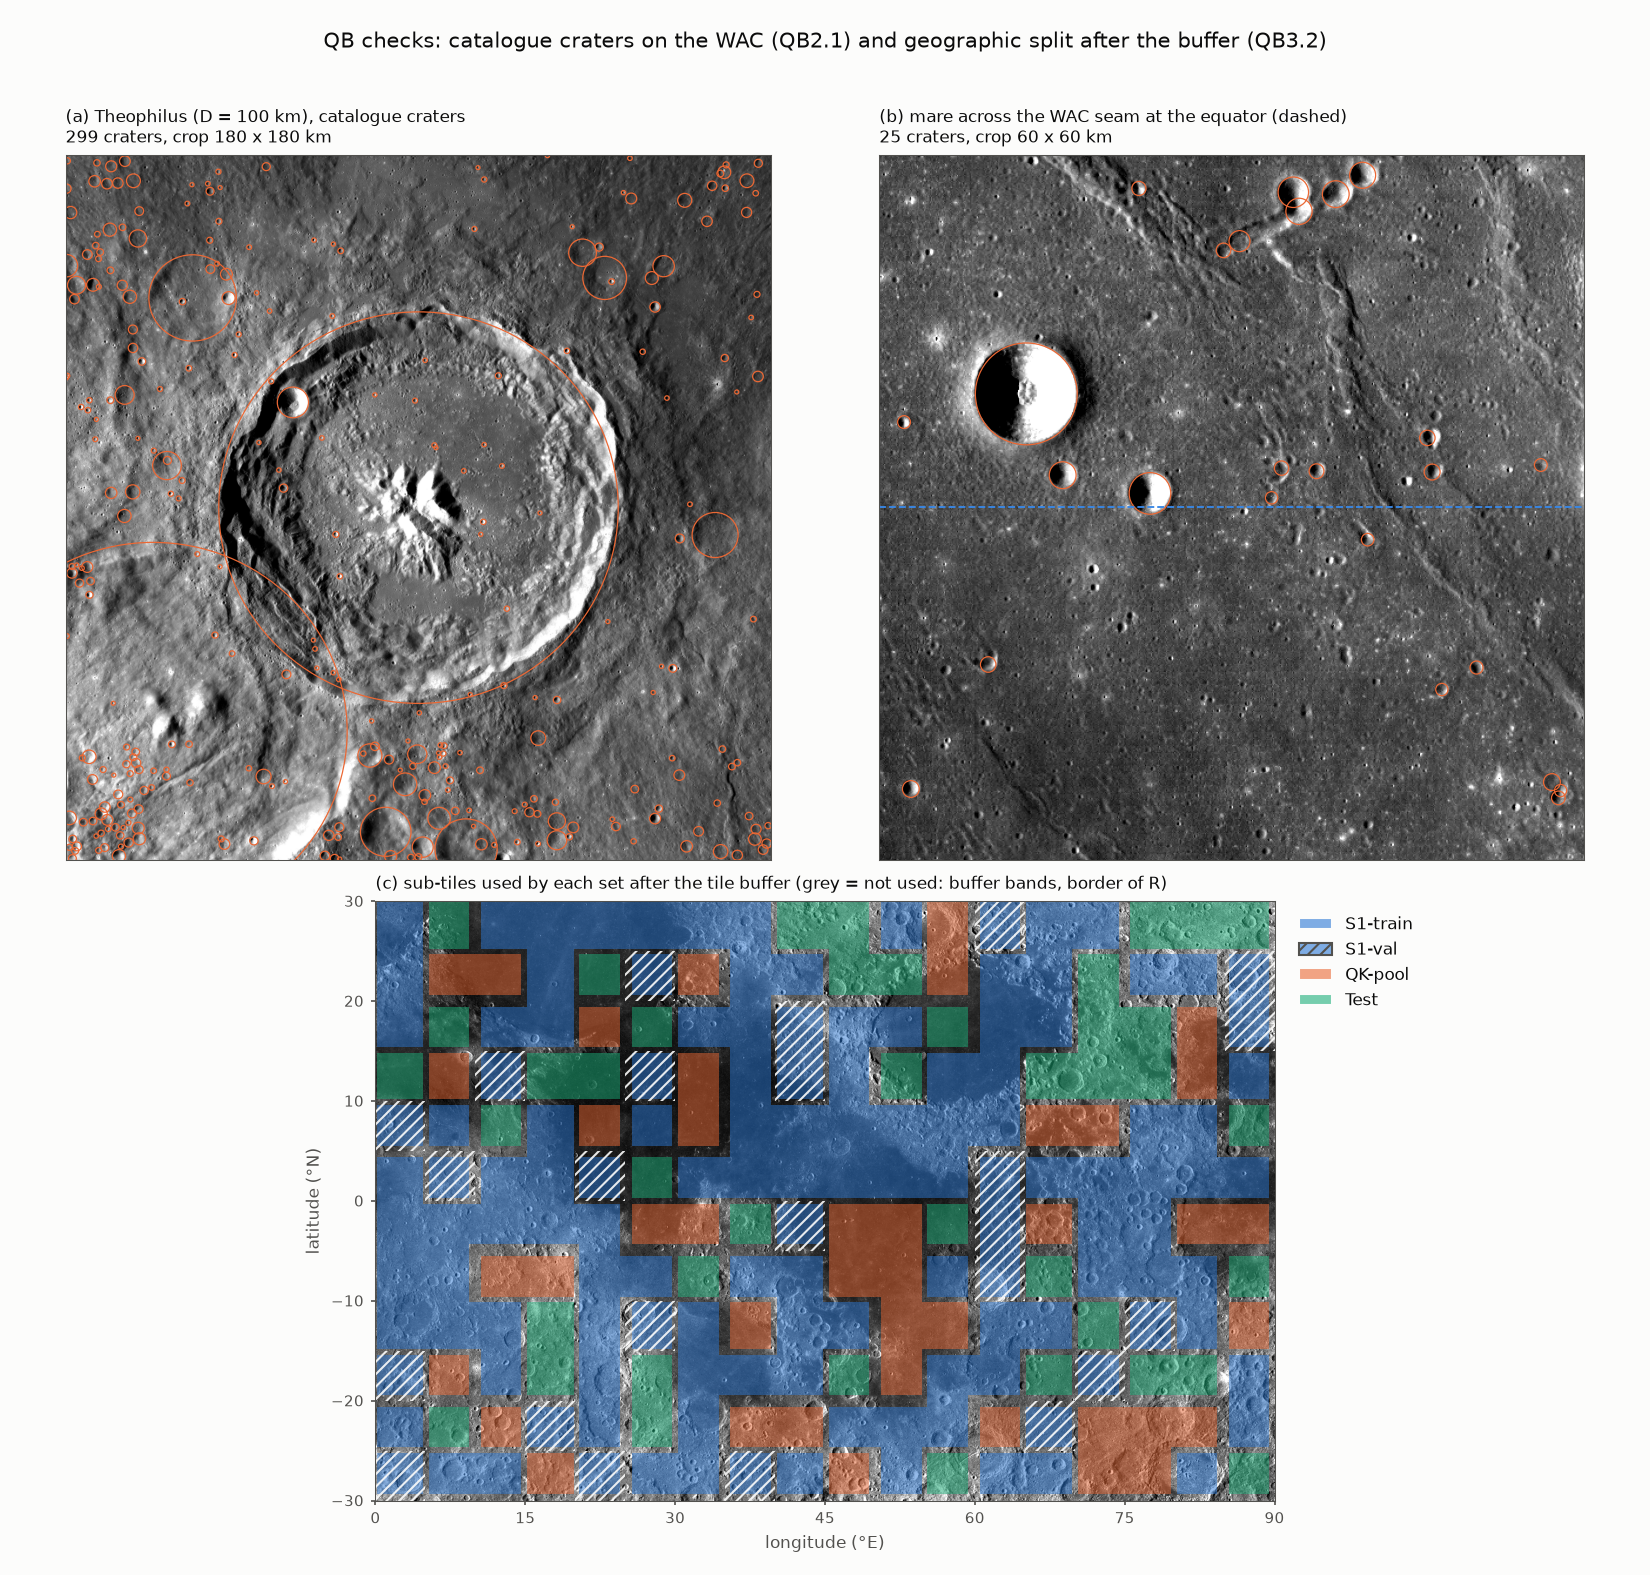 QB checks: catalogue craters on the WAC (QB2.1) and geographic split after the buffer (QB3.2)
(a) Theophilus (D = 100 km), catalogue craters
299 craters, crop 180 x 180 km
(b) mare across the WAC seam at the equator (dashed)
25 craters, crop 60 x 60 km
(c) sub-tiles used by each set after the tile buffer (grey = not used: buffer bands, border of R)
30
20
10
0
−10
−20
−30
latitude (°N)
0
15
30
45
60
75
90
longitude (°E)
S1-train
S1-val
QK-pool
Test